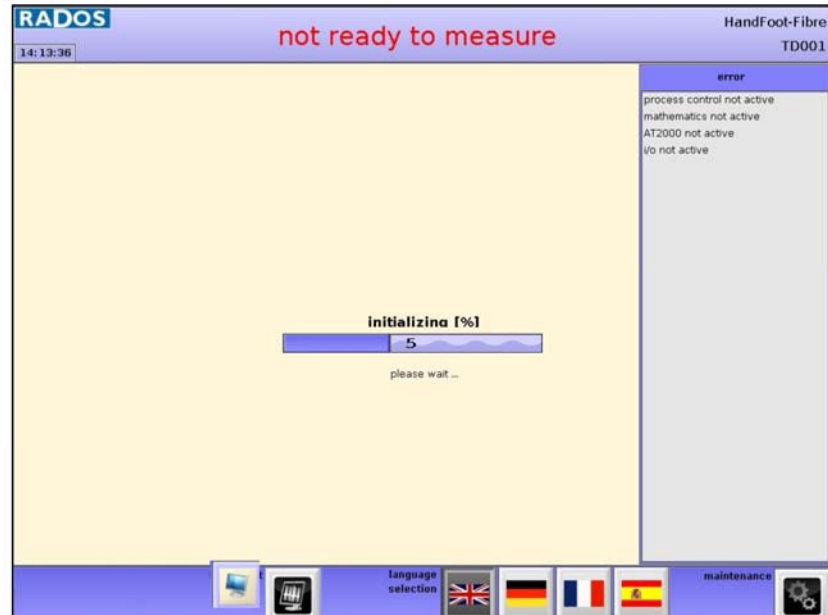 RADOS
not ready to measure
HandFoot-Fibre
14:13:36
TD001
error
process control not active
mathematics not active
AT2000 not active
i/o not active
initializing [%]
5
please wait ...
language
selection
maintenance